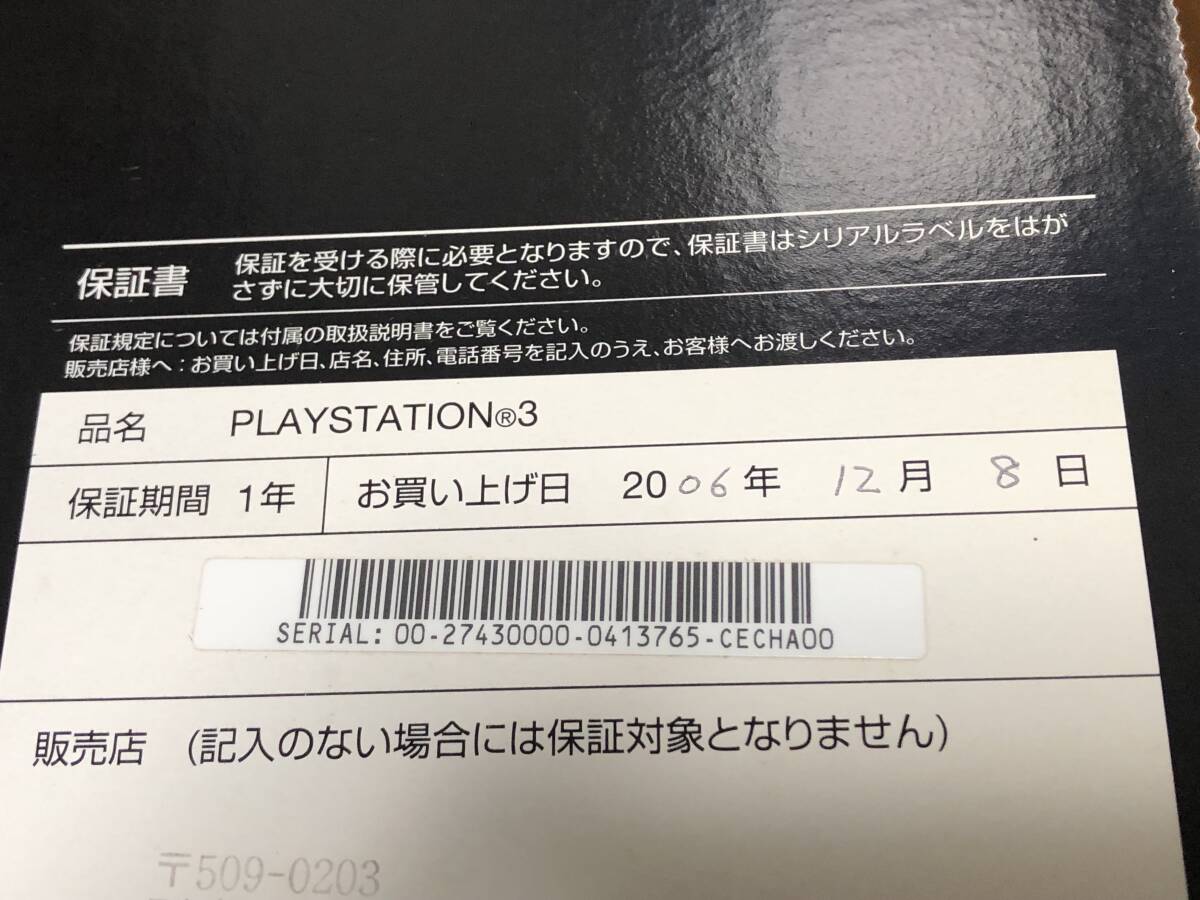 保証書
保証を受ける際に必要となりますので、保証書はシリアルラベルをはが
さずに大切に保管してください。
保証規定については付属の取扱説明書をご覧ください。
販売店様へ：お買い上げ日、店名、住所、電話番号を記入のうえ、お客様へお渡しください。
品名 PLAYSTATION®3
保証期間 1年 お買い上げ日 2006年 12月 8日
SERIAL: 00-27430000-0413765-CECHA00
販売店 (記入のない場合には保証対象となりません)
〒509-0203